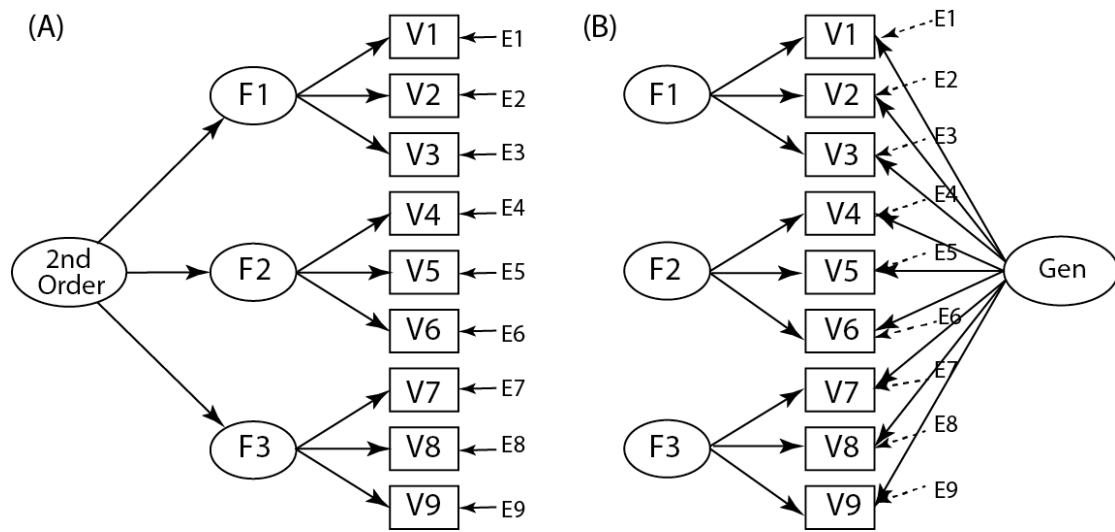 (A)
V1
E1
F1
V2
E2
V3
E3
V4
E4
2nd
Order
F2
V5
E5
V6
E6
V7
E7
F3
V8
E8
V9
E9
(B)
V1
E1
F1
V2
E2
V3
E3
V4
E4
F2
V5
E5
Gen
V6
E6
V7
E7
F3
V8
E8
V9
E9